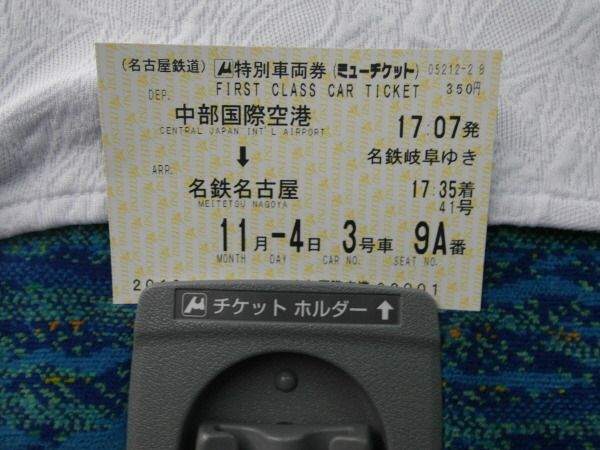 (名古屋鉄道) μ特別車両券(ミューチケット) 05212-28
FIRST CLASS CAR TICKET 350円
DEP.
中部国際空港 17:07発
CENTRAL JAPAN INT'L AIRPORT
名鉄岐阜ゆき
ARR.
名鉄名古屋 17:35着
MEITETSU NAGOYA 41号
11月-4日 3号車 9A番
MONTH DAY CAR NO. SEAT NO.
μ チケット ホルダー ↑